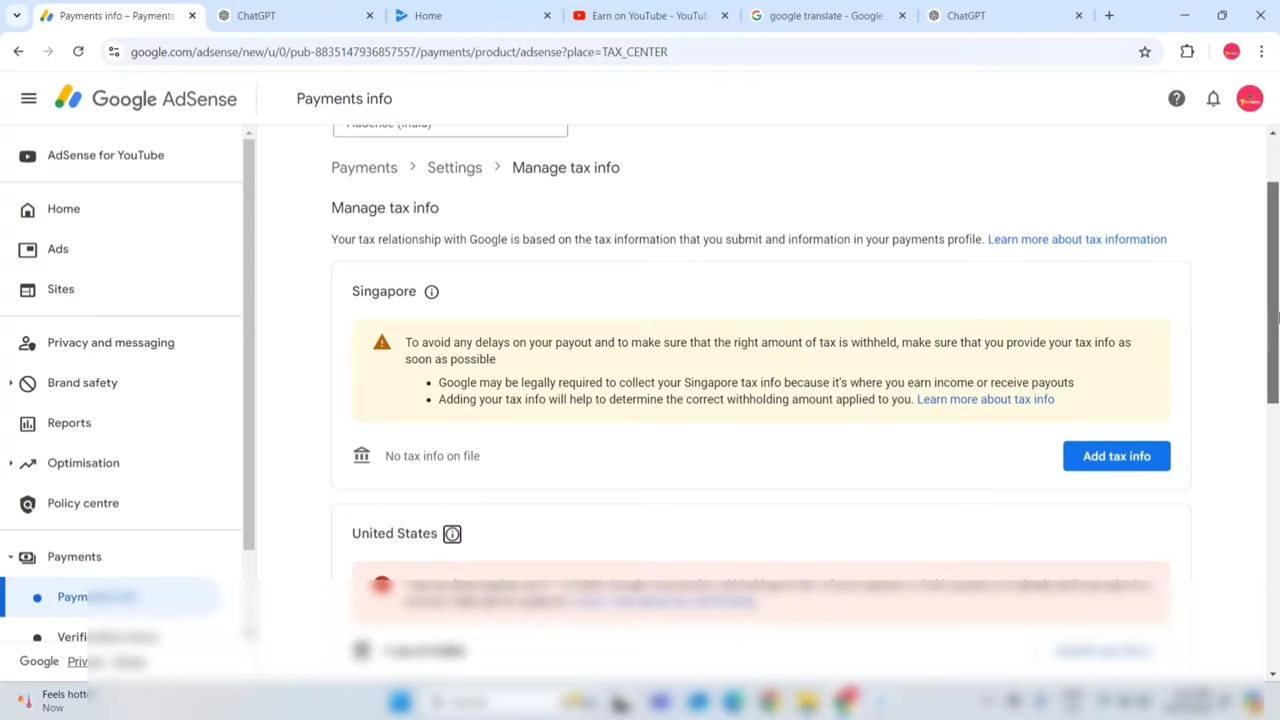 Payments info – Payments
ChatGPT
Home
Earn on YouTube - YouTu
google translate - Google
ChatGPT
google.com/adsense/new/u/0/pub-8835147936857557/payments/product/adsense?place=TAX_CENTER
Google AdSense
Payments info
AdSense for YouTube
Home
Ads
Sites
Privacy and messaging
Brand safety
Reports
Optimisation
Policy centre
Payments
Paym
Verifi
Google Priv
Feels hott
Now
AdSense (India)
Payments > Settings > Manage tax info
Manage tax info
Your tax relationship with Google is based on the tax information that you submit and information in your payments profile. Learn more about tax information
Singapore
To avoid any delays on your payout and to make sure that the right amount of tax is withheld, make sure that you provide your tax info as
soon as possible
• Google may be legally required to collect your Singapore tax info because it's where you earn income or receive payouts
• Adding your tax info will help to determine the correct withholding amount applied to you. Learn more about tax info
No tax info on file
Add tax info
United States